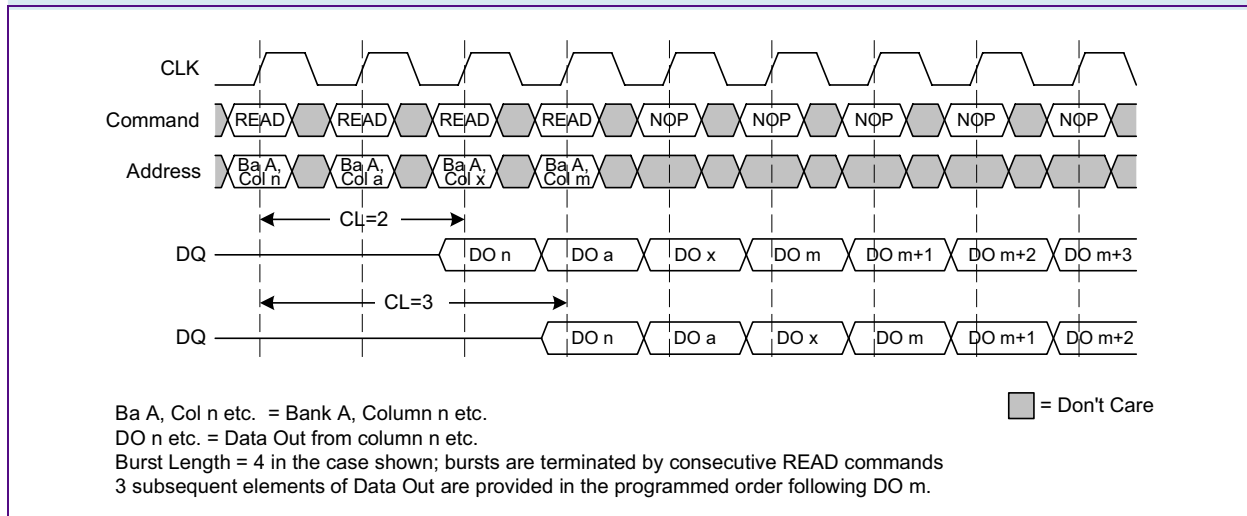 CLK
Command READ READ READ READ NOP NOP NOP NOP NOP
Address Ba A, Ba A, Ba A, Ba A,
Col n Col a Col x Col m
CL=2
DQ DO n DO a DO x DO m DO m+1 DO m+2 DO m+3
CL=3
DQ DO n DO a DO x DO m DO m+1 DO m+2
Ba A, Col n etc. = Bank A, Column n etc.
= Don't Care
DO n etc. = Data Out from column n etc.
Burst Length = 4 in the case shown; bursts are terminated by consecutive READ commands
3 subsequent elements of Data Out are provided in the programmed order following DO m.